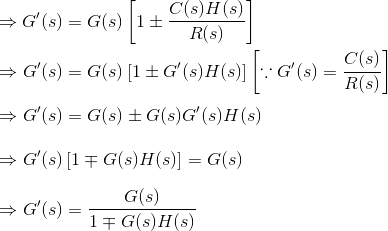 ⇒ G′(s) = G(s) [1 ± C(s)H(s)/R(s)]
⇒ G′(s) = G(s) [1 ± G′(s)H(s)] [∵ G′(s) = C(s)/R(s)]
⇒ G′(s) = G(s) ± G(s)G′(s)H(s)
⇒ G′(s) [1 ∓ G(s)H(s)] = G(s)
⇒ G′(s) = G(s)/(1 ∓ G(s)H(s))